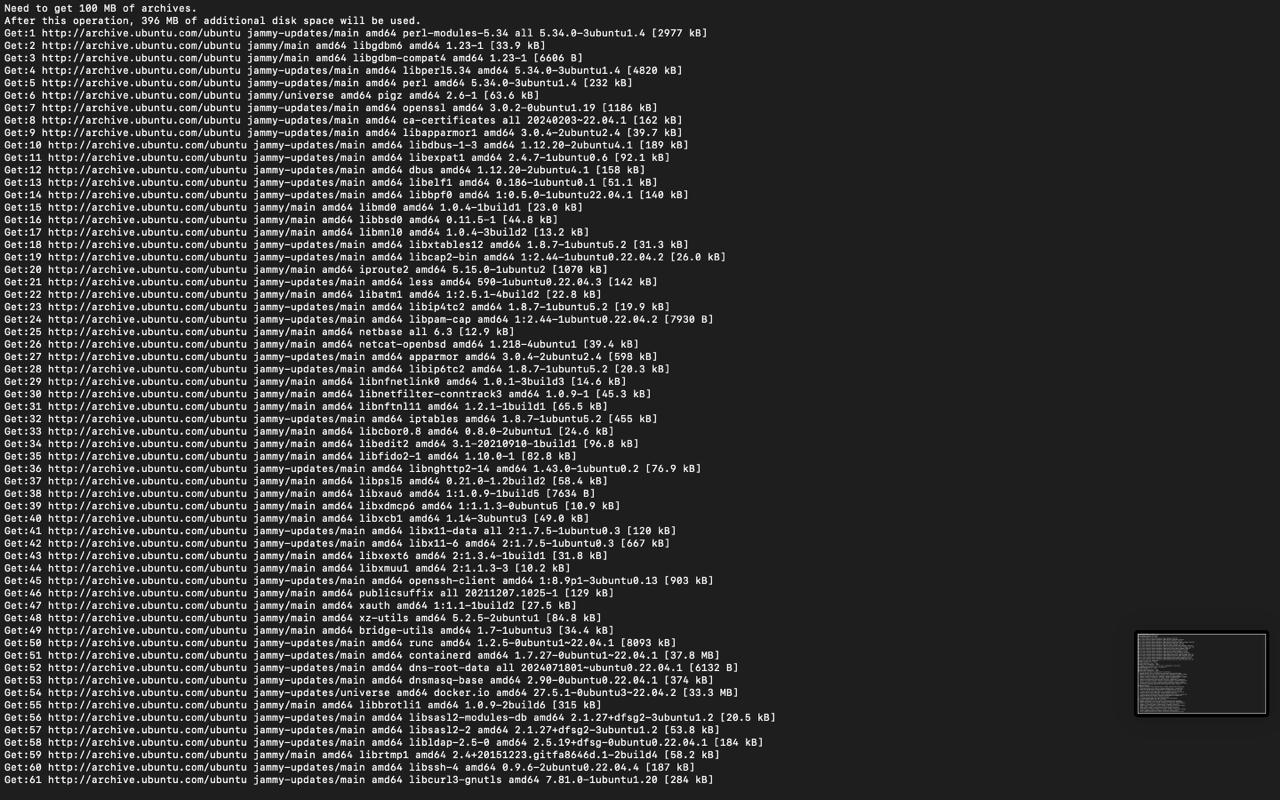 Need to get 100 MB of archives.
After this operation, 396 MB of additional disk space will be used.
Get:1 http://archive.ubuntu.com/ubuntu jammy-updates/main amd64 perl-modules-5.34 all 5.34.0-3ubuntu1.4 [2977 kB]
Get:2 http://archive.ubuntu.com/ubuntu jammy/main amd64 libgdbm6 amd64 1.23-1 [33.9 kB]
Get:3 http://archive.ubuntu.com/ubuntu jammy/main amd64 libgdbm-compat4 amd64 1.23-1 [6606 B]
Get:4 http://archive.ubuntu.com/ubuntu jammy-updates/main amd64 libperl5.34 amd64 5.34.0-3ubuntu1.4 [4820 kB]
Get:5 http://archive.ubuntu.com/ubuntu jammy-updates/main amd64 perl amd64 5.34.0-3ubuntu1.4 [232 kB]
Get:6 http://archive.ubuntu.com/ubuntu jammy/universe amd64 pigz amd64 2.6-1 [63.6 kB]
Get:7 http://archive.ubuntu.com/ubuntu jammy-updates/main amd64 openssl amd64 3.0.2-0ubuntu1.19 [1186 kB]
Get:8 http://archive.ubuntu.com/ubuntu jammy-updates/main amd64 ca-certificates all 20240203~22.04.1 [162 kB]
Get:9 http://archive.ubuntu.com/ubuntu jammy-updates/main amd64 libapparmor1 amd64 3.0.4-2ubuntu2.4 [39.7 kB]
Get:10 http://archive.ubuntu.com/ubuntu jammy-updates/main amd64 libdbus-1-3 amd64 1.12.20-2ubuntu4.1 [189 kB]
Get:11 http://archive.ubuntu.com/ubuntu jammy-updates/main amd64 libexpat1 amd64 2.4.7-1ubuntu0.6 [92.1 kB]
Get:12 http://archive.ubuntu.com/ubuntu jammy-updates/main amd64 dbus amd64 1.12.20-2ubuntu4.1 [158 kB]
Get:13 http://archive.ubuntu.com/ubuntu jammy-updates/main amd64 libelf1 amd64 0.186-1ubuntu0.1 [51.1 kB]
Get:14 http://archive.ubuntu.com/ubuntu jammy-updates/main amd64 libbpf0 amd64 1:0.5.0-1ubuntu22.04.1 [140 kB]
Get:15 http://archive.ubuntu.com/ubuntu jammy/main amd64 libmd0 amd64 1.0.4-1build1 [23.0 kB]
Get:16 http://archive.ubuntu.com/ubuntu jammy/main amd64 libbsd0 amd64 0.11.5-1 [44.8 kB]
Get:17 http://archive.ubuntu.com/ubuntu jammy/main amd64 libmnl0 amd64 1.0.4-3build2 [13.2 kB]
Get:18 http://archive.ubuntu.com/ubuntu jammy-updates/main amd64 libxtables12 amd64 1.8.7-1ubuntu5.2 [31.3 kB]
Get:19 http://archive.ubuntu.com/ubuntu jammy-updates/main amd64 libcap2-bin amd64 1:2.44-1ubuntu0.22.04.2 [26.0 kB]
Get:20 http://archive.ubuntu.com/ubuntu jammy/main amd64 iproute2 amd64 5.15.0-1ubuntu2 [1070 kB]
Get:21 http://archive.ubuntu.com/ubuntu jammy-updates/main amd64 less amd64 590-1ubuntu0.22.04.3 [142 kB]
Get:22 http://archive.ubuntu.com/ubuntu jammy/main amd64 libatm1 amd64 1:2.5.1-4build2 [22.8 kB]
Get:23 http://archive.ubuntu.com/ubuntu jammy-updates/main amd64 libip4tc2 amd64 1.8.7-1ubuntu5.2 [19.9 kB]
Get:24 http://archive.ubuntu.com/ubuntu jammy-updates/main amd64 libpam-cap amd64 1:2.44-1ubuntu0.22.04.2 [7930 B]
Get:25 http://archive.ubuntu.com/ubuntu jammy/main amd64 netbase all 6.3 [12.9 kB]
Get:26 http://archive.ubuntu.com/ubuntu jammy/main amd64 netcat-openbsd amd64 1.218-4ubuntu1 [39.4 kB]
Get:27 http://archive.ubuntu.com/ubuntu jammy-updates/main amd64 apparmor amd64 3.0.4-2ubuntu2.4 [598 kB]
Get:28 http://archive.ubuntu.com/ubuntu jammy-updates/main amd64 libip6tc2 amd64 1.8.7-1ubuntu5.2 [20.3 kB]
Get:29 http://archive.ubuntu.com/ubuntu jammy/main amd64 libnfnetlink0 amd64 1.0.1-3build3 [14.6 kB]
Get:30 http://archive.ubuntu.com/ubuntu jammy/main amd64 libnetfilter-conntrack3 amd64 1.0.9-1 [45.3 kB]
Get:31 http://archive.ubuntu.com/ubuntu jammy/main amd64 libnftnl11 amd64 1.2.1-1build1 [65.5 kB]
Get:32 http://archive.ubuntu.com/ubuntu jammy-updates/main amd64 iptables amd64 1.8.7-1ubuntu5.2 [455 kB]
Get:33 http://archive.ubuntu.com/ubuntu jammy/main amd64 libcbor0.8 amd64 0.8.0-2ubuntu1 [24.6 kB]
Get:34 http://archive.ubuntu.com/ubuntu jammy/main amd64 libedit2 amd64 3.1-20210910-1build1 [96.8 kB]
Get:35 http://archive.ubuntu.com/ubuntu jammy/main amd64 libfido2-1 amd64 1.10.0-1 [82.8 kB]
Get:36 http://archive.ubuntu.com/ubuntu jammy-updates/main amd64 libnghttp2-14 amd64 1.43.0-1ubuntu0.2 [76.9 kB]
Get:37 http://archive.ubuntu.com/ubuntu jammy/main amd64 libpsl5 amd64 0.21.0-1.2build2 [58.4 kB]
Get:38 http://archive.ubuntu.com/ubuntu jammy/main amd64 libxau6 amd64 1:1.0.9-1build5 [7634 B]
Get:39 http://archive.ubuntu.com/ubuntu jammy/main amd64 libxdmcp6 amd64 1:1.1.3-0ubuntu5 [10.9 kB]
Get:40 http://archive.ubuntu.com/ubuntu jammy/main amd64 libxcb1 amd64 1.14-3ubuntu3 [49.0 kB]
Get:41 http://archive.ubuntu.com/ubuntu jammy-updates/main amd64 libx11-data all 2:1.7.5-1ubuntu0.3 [120 kB]
Get:42 http://archive.ubuntu.com/ubuntu jammy-updates/main amd64 libx11-6 amd64 2:1.7.5-1ubuntu0.3 [667 kB]
Get:43 http://archive.ubuntu.com/ubuntu jammy/main amd64 libxext6 amd64 2:1.3.4-1build1 [31.8 kB]
Get:44 http://archive.ubuntu.com/ubuntu jammy/main amd64 libxmuu1 amd64 2:1.1.3-3 [10.2 kB]
Get:45 http://archive.ubuntu.com/ubuntu jammy-updates/main amd64 openssh-client amd64 1:8.9p1-3ubuntu0.13 [903 kB]
Get:46 http://archive.ubuntu.com/ubuntu jammy/main amd64 publicsuffix all 20211207.1025-1 [129 kB]
Get:47 http://archive.ubuntu.com/ubuntu jammy/main amd64 xauth amd64 1:1.1-1build2 [27.5 kB]
Get:48 http://archive.ubuntu.com/ubuntu jammy/main amd64 xz-utils amd64 5.2.5-2ubuntu1 [84.8 kB]
Get:49 http://archive.ubuntu.com/ubuntu jammy/main amd64 bridge-utils amd64 1.7-1ubuntu3 [34.4 kB]
Get:50 http://archive.ubuntu.com/ubuntu jammy-updates/main amd64 runc amd64 1.2.5-0ubuntu1~22.04.1 [8093 kB]
Get:51 http://archive.ubuntu.com/ubuntu jammy-updates/main amd64 containerd amd64 1.7.27-0ubuntu1~22.04.1 [37.8 MB]
Get:52 http://archive.ubuntu.com/ubuntu jammy-updates/main amd64 dns-root-data all 2024071801~ubuntu0.22.04.1 [6132 B]
Get:53 http://archive.ubuntu.com/ubuntu jammy-updates/main amd64 dnsmasq-base amd64 2.90-0ubuntu0.22.04.1 [374 kB]
Get:54 http://archive.ubuntu.com/ubuntu jammy-updates/universe amd64 docker.io amd64 27.5.1-0ubuntu3~22.04.2 [33.3 MB]
Get:55 http://archive.ubuntu.com/ubuntu jammy/main amd64 libbrotli1 amd64 1.0.9-2build6 [315 kB]
Get:56 http://archive.ubuntu.com/ubuntu jammy-updates/main amd64 libsasl2-modules-db amd64 2.1.27+dfsg2-3ubuntu1.2 [20.5 kB]
Get:57 http://archive.ubuntu.com/ubuntu jammy-updates/main amd64 libsasl2-2 amd64 2.1.27+dfsg2-3ubuntu1.2 [53.8 kB]
Get:58 http://archive.ubuntu.com/ubuntu jammy-updates/main amd64 libldap-2.5-0 amd64 2.5.19+dfsg-0ubuntu0.22.04.1 [184 kB]
Get:59 http://archive.ubuntu.com/ubuntu jammy/main amd64 librtmp1 amd64 2.4+20151223.gitfa8646d.1-2build4 [58.2 kB]
Get:60 http://archive.ubuntu.com/ubuntu jammy-updates/main amd64 libssh-4 amd64 0.9.6-2ubuntu0.22.04.4 [187 kB]
Get:61 http://archive.ubuntu.com/ubuntu jammy-updates/main amd64 libcurl3-gnutls amd64 7.81.0-1ubuntu1.20 [284 kB]